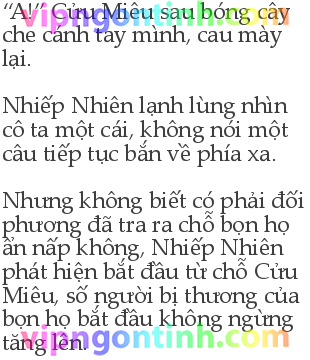 vipngontinh.com
“A!” Cửu Miêu sau bóng cây
che cánh tay mình, cau mày
lại.
Nhiếp Nhiên lạnh lùng nhìn
cô ta một cái, không nói một
câu tiếp tục bắn về phía xa.
vipngontinh.com
Nhưng không biết có phải đối
phương đã tra ra chỗ bọn họ
ẩn nấp không, Nhiếp Nhiên
phát hiện bắt đầu từ chỗ Cửu
Miêu, số người bị thương của
bọn họ bắt đầu không ngừng
tăng lên.
vipngontinh.com